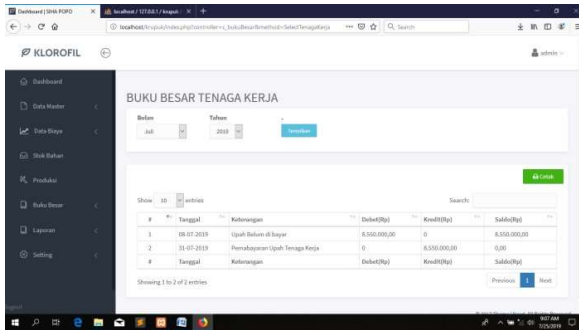 Dashboard | SHA POPD
localhost / 127.0.0.1 / krupuk
localhost/krupuk/index.php?controller=c_bukuBesar&method=SelectTenagaKerja
Search
KLOROFIL
admin
Dashboard
Data Master
Data Biaya
Stok Bahan
Produksi
Buku Besar
Laporan
Setting
BUKU BESAR TENAGA KERJA
Bulan Tahun
Juli 2019 Tampilkan
Cetak
Show 10 entries Search:
# Tanggal Keterangan Debet(Rp) Kredit(Rp) Saldo(Rp)
1 08-07-2019 Upah Belum di bayar 8.550.000,00 0 8.550.000,00
2 31-07-2019 Pemabayaran Upah Tenaga Kerja 0 8.550.000,00 0,00
# Tanggal Keterangan Debet(Rp) Kredit(Rp) Saldo(Rp)
Showing 1 to 2 of 2 entries Previous 1 Next
9:07 AM
7/25/2019